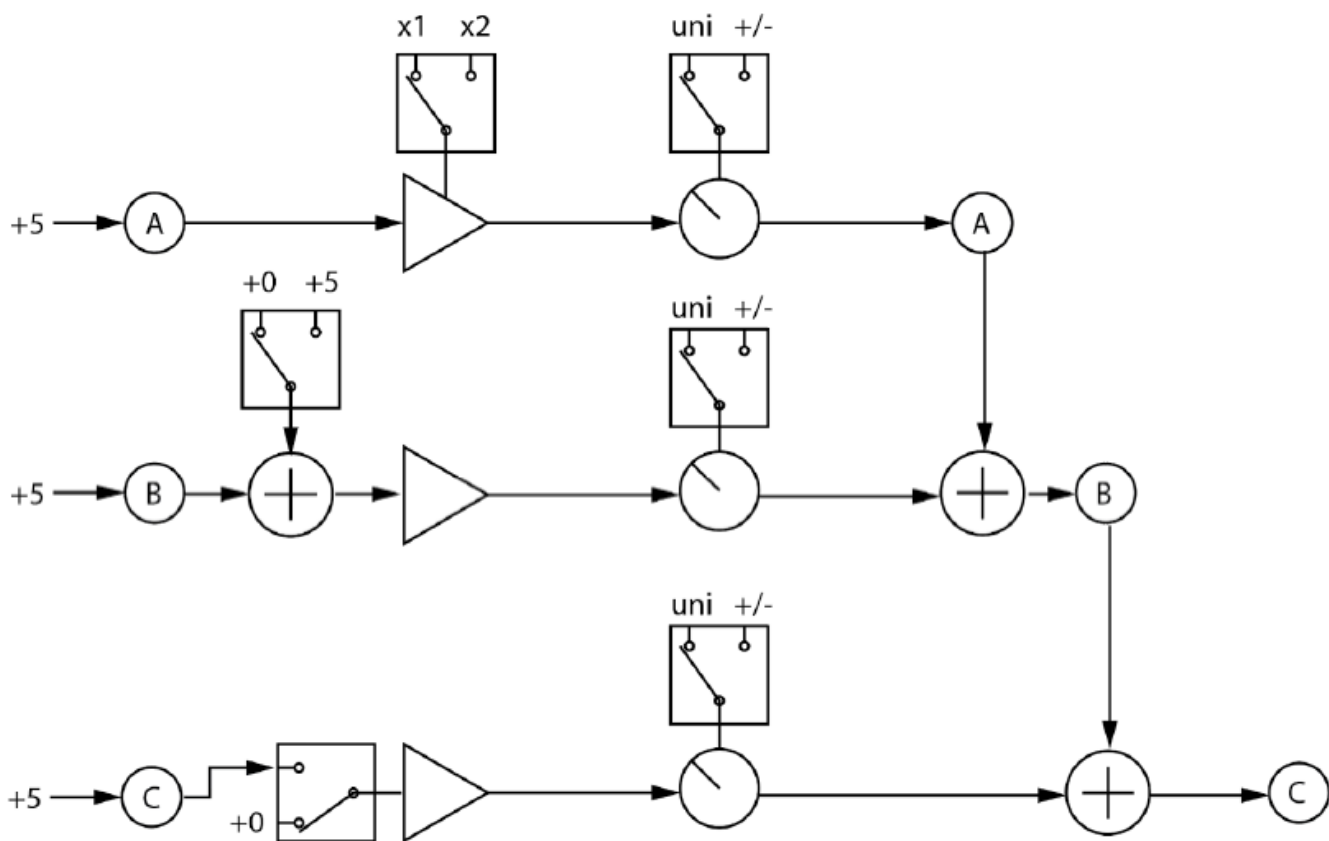 x1 x2 uni +/-
+5 A A
+0 +5 uni +/-
+5 B B
uni +/-
+5 C C
+0